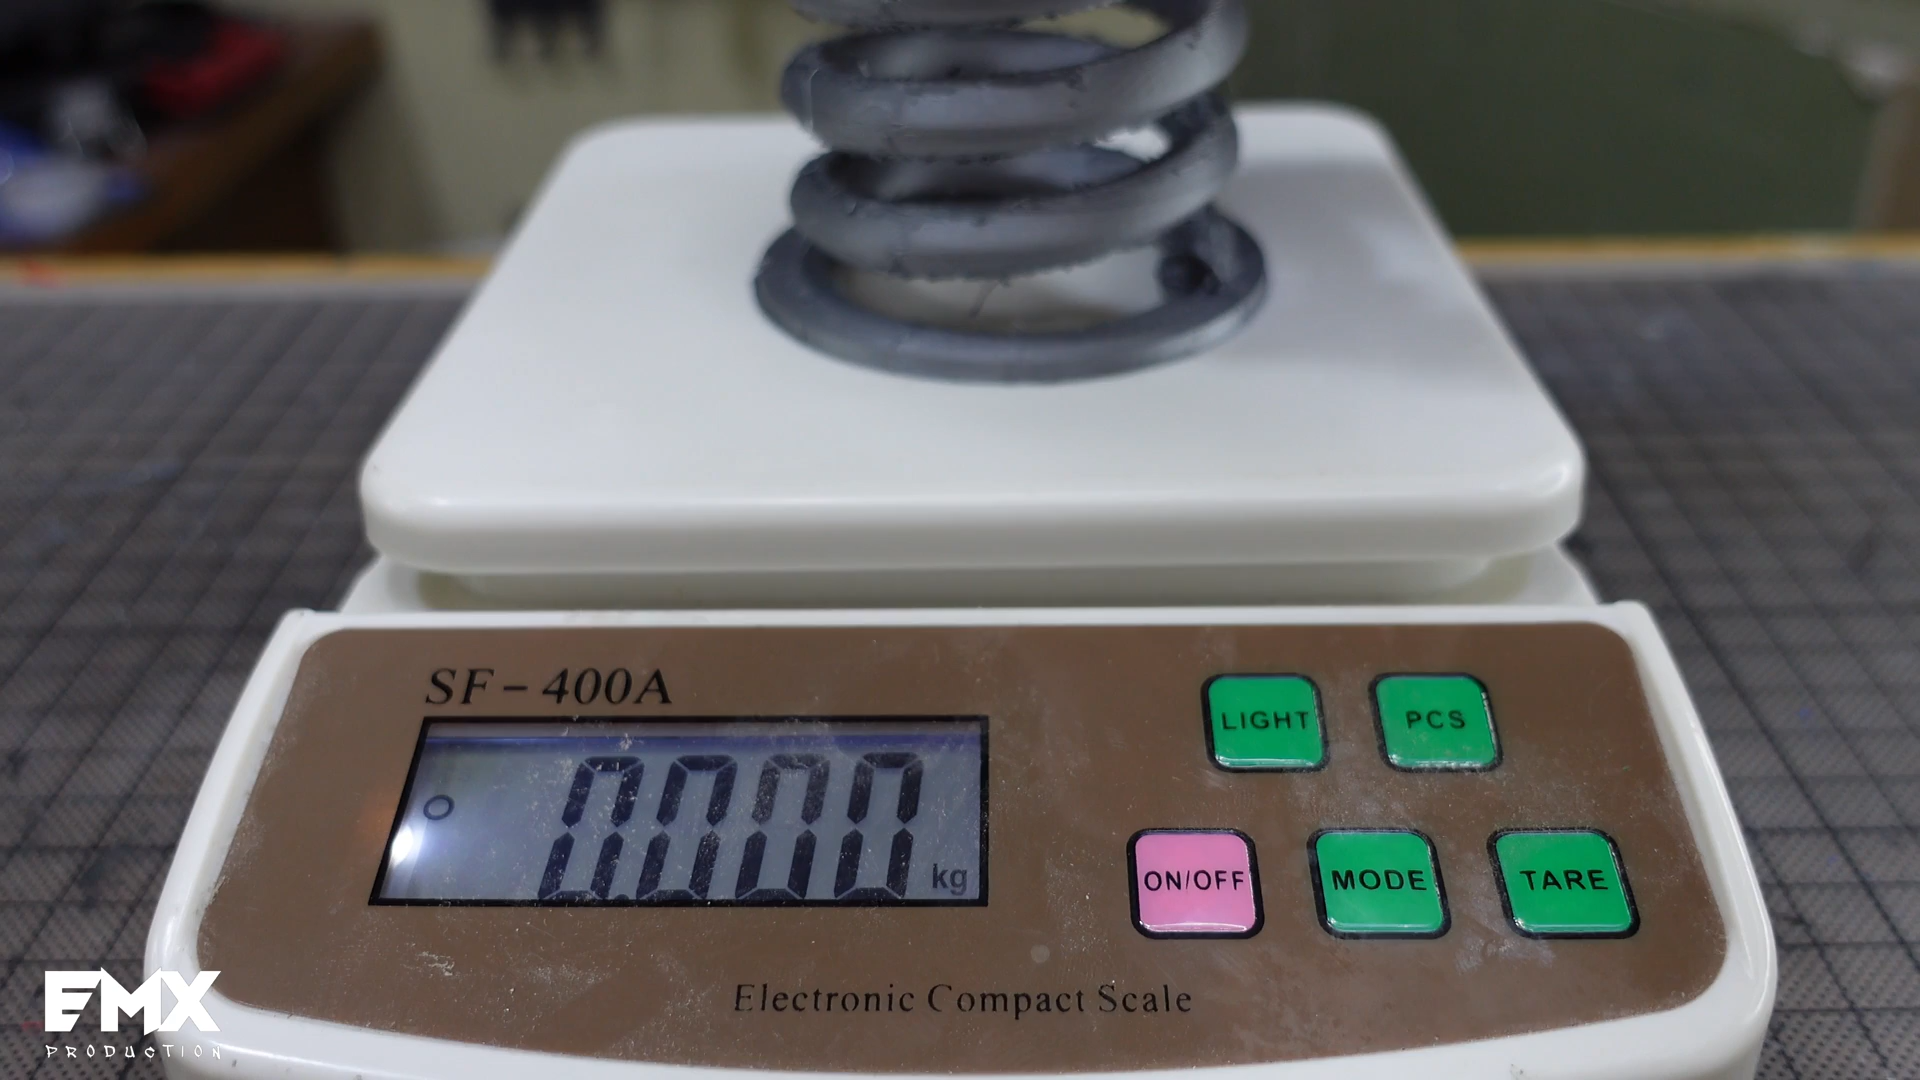 SF-400A
0.000 kg
LIGHT
PCS
ON/OFF
MODE
TARE
Electronic Compact Scale
FMX
PRODUCTION